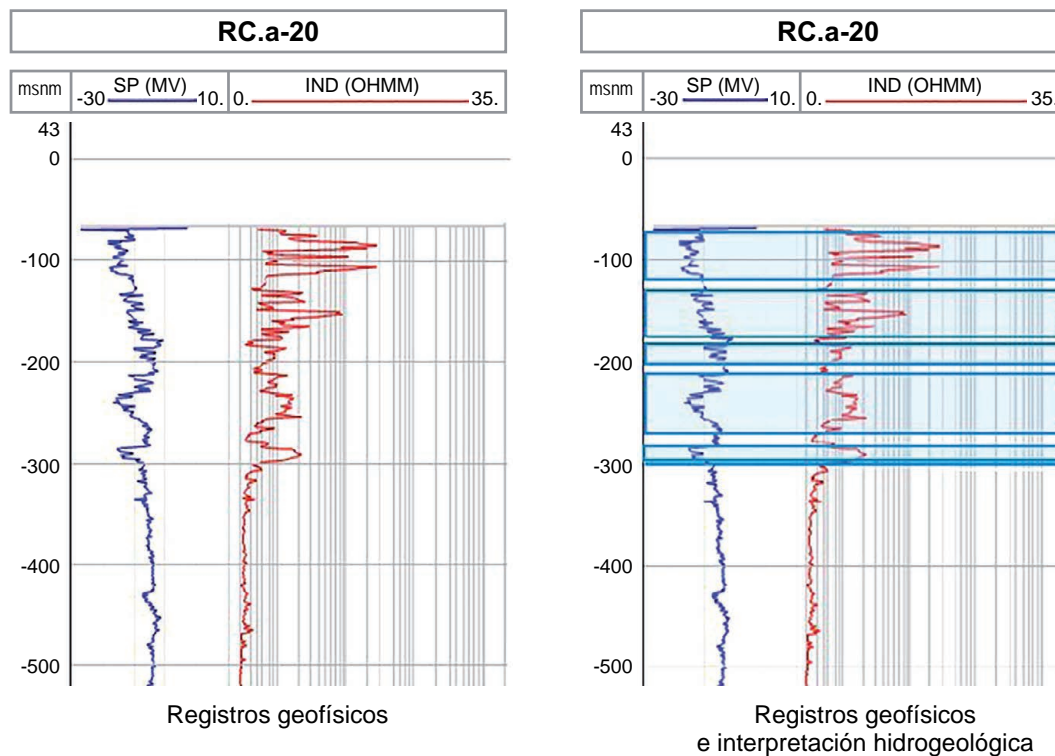 RC.a-20
msnm
SP (MV)
-30 10.
IND (OHMM)
0. 35.
43
0
-100
-200
-300
-400
-500
Registros geofísicos
RC.a-20
msnm
SP (MV)
-30 10.
IND (OHMM)
0. 35.
43
0
-100
-200
-300
-400
-500
Registros geofísicos
e interpretación hidrogeológica